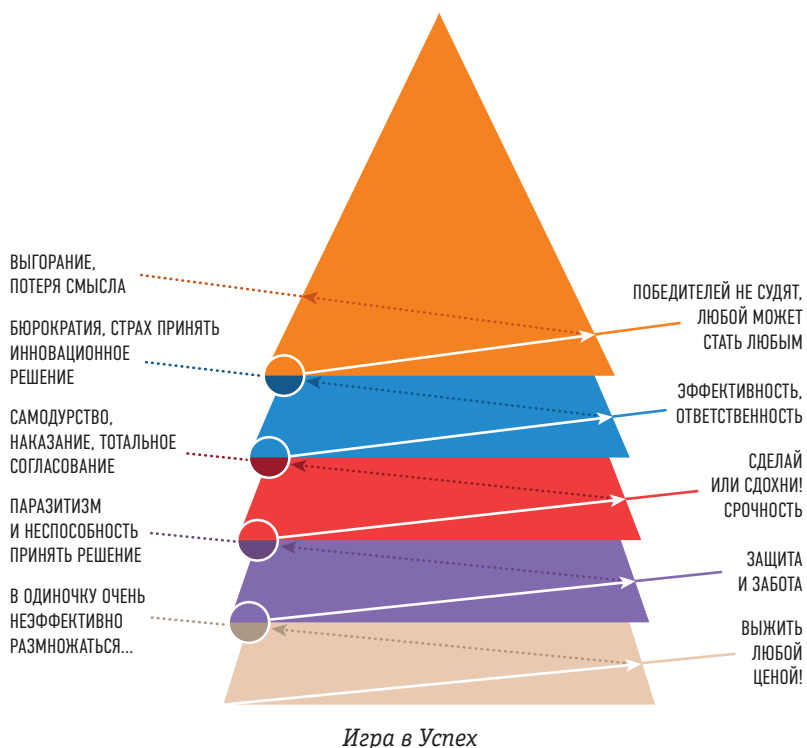 ВЫГОРАНИЕ,
ПОТЕРЯ СМЫСЛА
БЮРОКРАТИЯ, СТРАХ ПРИНЯТЬ
ИННОВАЦИОННОЕ
РЕШЕНИЕ
САМОДУРСТВО,
НАКАЗАНИЕ, ТОТАЛЬНОЕ
СОГЛАСОВАНИЕ
ПАРАЗИТИЗМ
И НЕСПОСОБНОСТЬ
ПРИНЯТЬ РЕШЕНИЕ
В ОДИНОЧКУ ОЧЕНЬ
НЕЭФФЕКТИВНО
РАЗМНОЖАТЬСЯ...
ПОБЕДИТЕЛЕЙ НЕ СУДЯТ,
ЛЮБОЙ МОЖЕТ
СТАТЬ ЛЮБЫМ
ЭФФЕКТИВНОСТЬ,
ОТВЕТСТВЕННОСТЬ
СДЕЛАЙ
ИЛИ СДОХНИ!
СРОЧНОСТЬ
ЗАЩИТА
И ЗАБОТА
ВЫЖИТЬ
ЛЮБОЙ
ЦЕНОЙ!
Игра в Успех